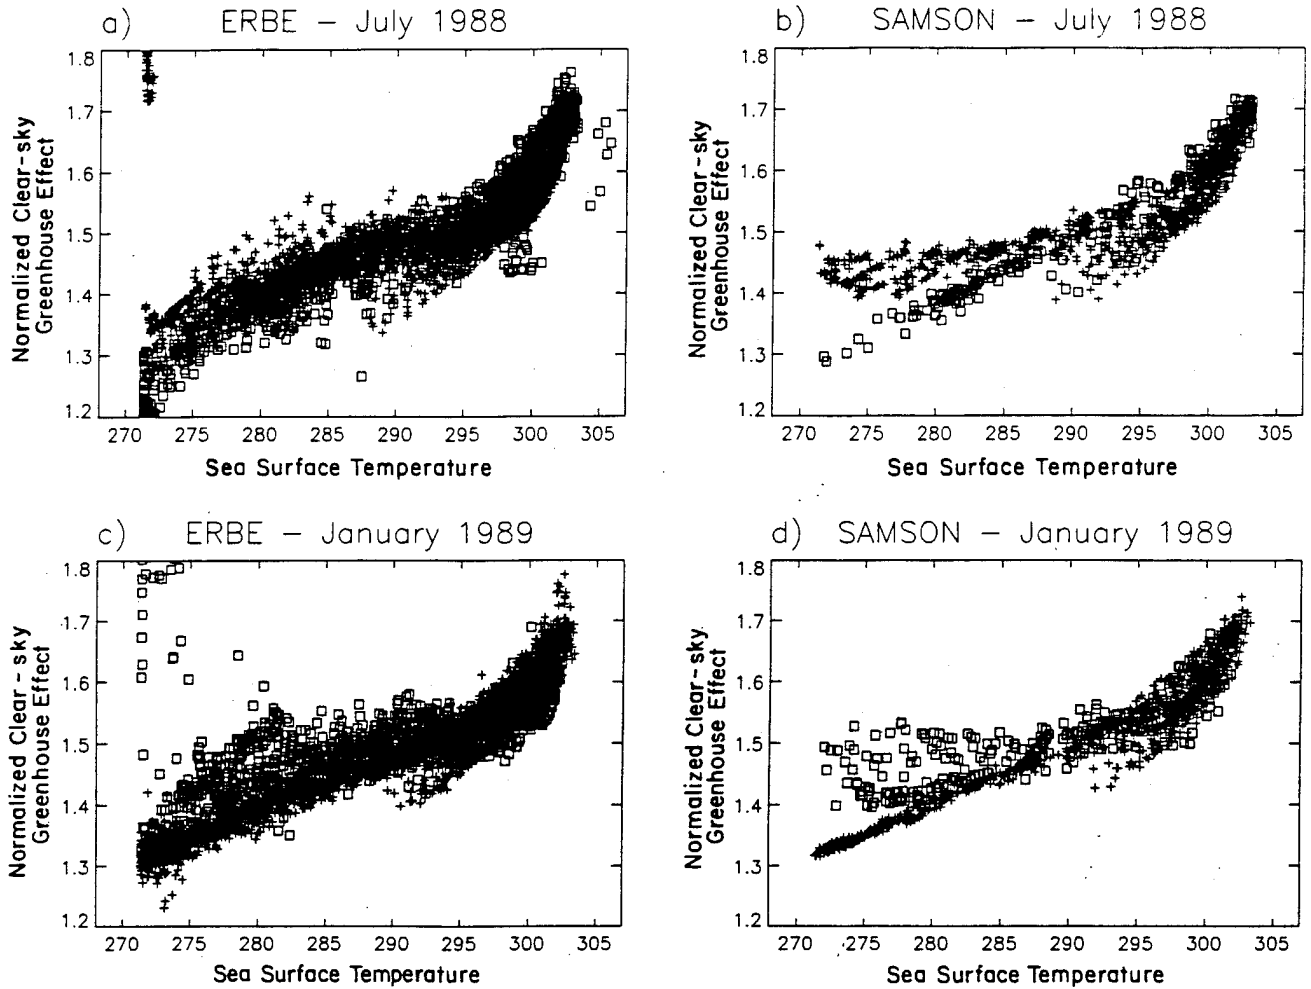 a) ERBE – July 1988
Normalized Clear-sky
Greenhouse Effect
1.8
1.7
1.6
1.5
1.4
1.3
1.2
270 275 280 285 290 295 300 305
Sea Surface Temperature
b) SAMSON – July 1988
Normalized Clear-sky
Greenhouse Effect
1.8
1.7
1.6
1.5
1.4
1.3
1.2
270 275 280 285 290 295 300 305
Sea Surface Temperature
c) ERBE – January 1989
Normalized Clear-sky
Greenhouse Effect
1.8
1.7
1.6
1.5
1.4
1.3
1.2
270 275 280 285 290 295 300 305
Sea Surface Temperature
d) SAMSON – January 1989
Normalized Clear-sky
Greenhouse Effect
1.8
1.7
1.6
1.5
1.4
1.3
1.2
270 275 280 285 290 295 300 305
Sea Surface Temperature